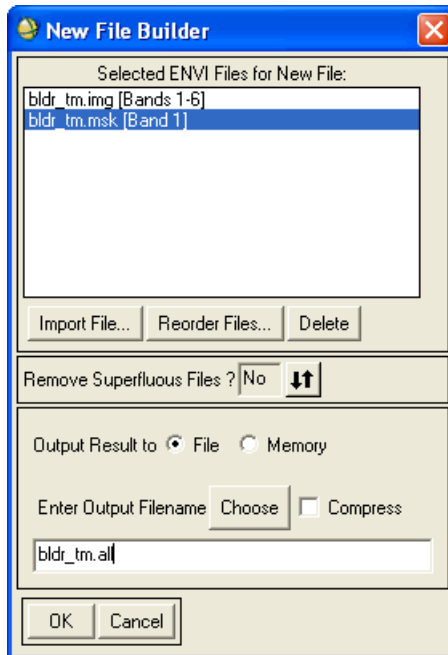 New File Builder
Selected ENVI Files for New File:
bldr_tm.img [Bands 1-6]
bldr_tm.msk [Band 1]
Import File... Reorder Files... Delete
Remove Superfluous Files ? No
Output Result to File Memory
Enter Output Filename Choose Compress
bldr_tm.all
OK Cancel